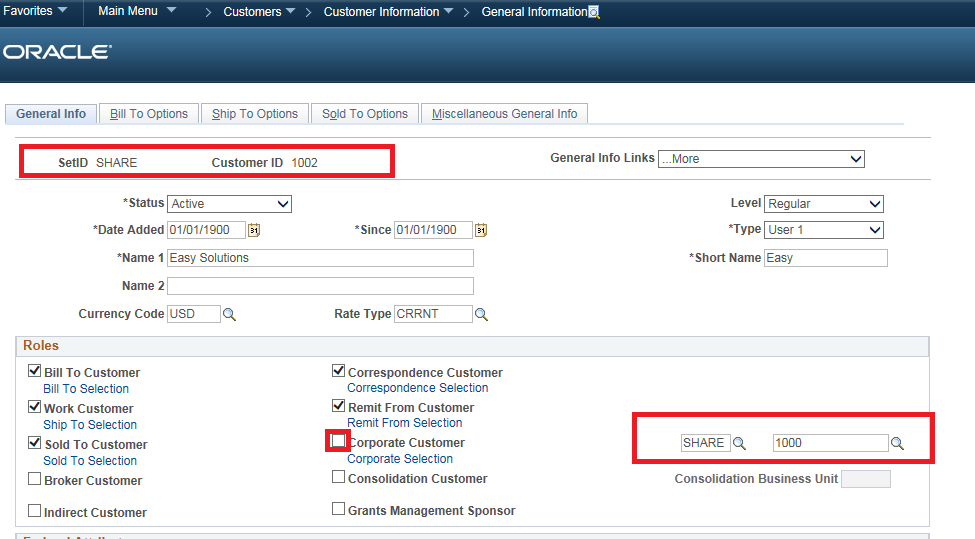 Favorites Main Menu > Customers > Customer Information > General Information
ORACLE
General Info Bill To Options Ship To Options Sold To Options Miscellaneous General Info
SetID SHARE Customer ID 1002 General Info Links ...More
*Status Active Level Regular
*Date Added 01/01/1900 31 *Since 01/01/1900 31 *Type User 1
*Name 1 Easy Solutions *Short Name Easy
Name 2
Currency Code USD Rate Type CRRNT
Roles
Bill To Customer Correspondence Customer
Bill To Selection Correspondence Selection
Work Customer Remit From Customer
Ship To Selection Remit From Selection
Sold To Customer Corporate Customer SHARE 1000
Sold To Selection Corporate Selection
Broker Customer Consolidation Customer Consolidation Business Unit
Indirect Customer Grants Management Sponsor